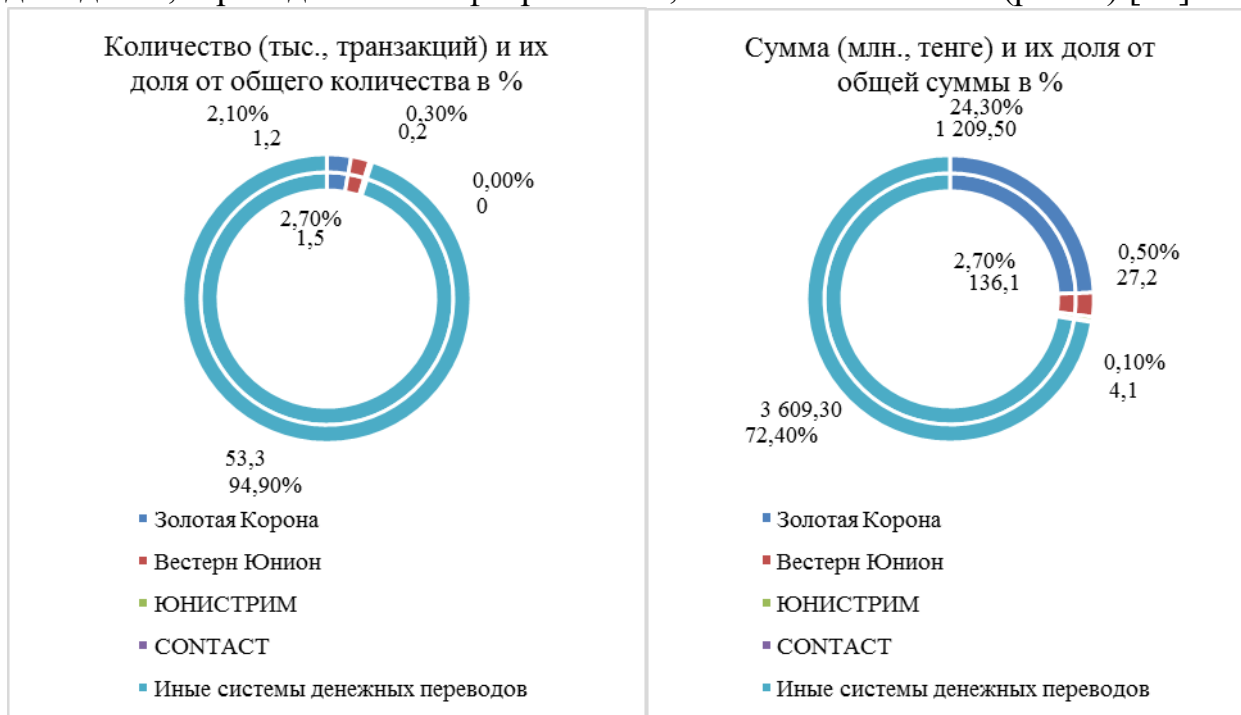 Количество (тыс., транзакций) и их
доля от общего количества в %
2,10%
1,2
0,30%
0,2
0,00%
0
2,70%
1,5
53,3
94,90%
Золотая Корона
Вестерн Юнион
ЮНИСТРИМ
CONTACT
Иные системы денежных переводов
Сумма (млн., тенге) и их доля от
общей суммы в %
24,30%
1 209,50
2,70%
136,1
0,50%
27,2
0,10%
4,1
3 609,30
72,40%
Золотая Корона
Вестерн Юнион
ЮНИСТРИМ
CONTACT
Иные системы денежных переводов